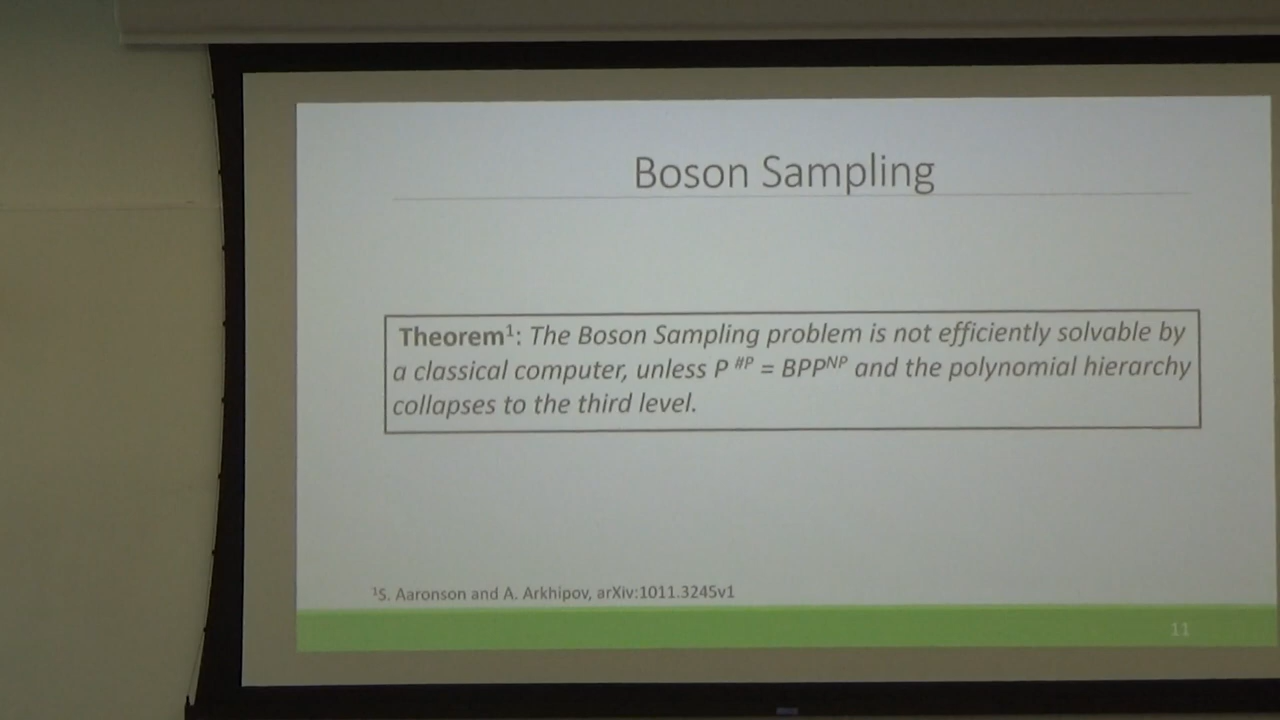 Boson Sampling
Theorem¹: The Boson Sampling problem is not efficiently solvable by
a classical computer, unless P #P = BPPᴺᴾ and the polynomial hierarchy
collapses to the third level.
¹S. Aaronson and A. Arkhipov, arXiv:1011.3245v1
11